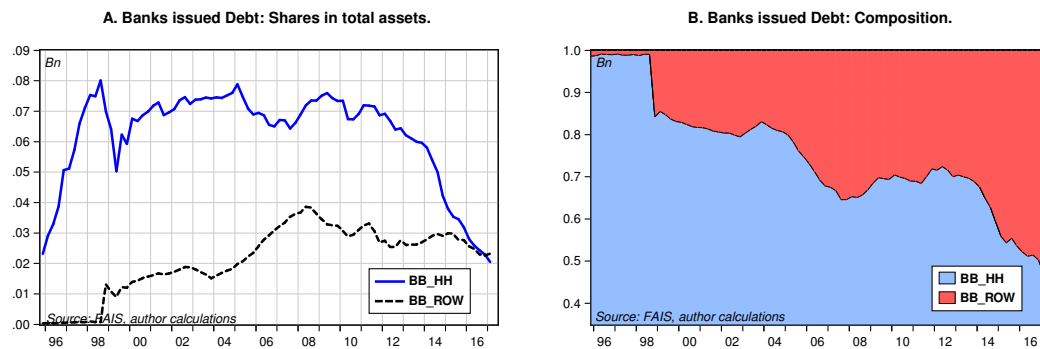 A. Banks issued Debt: Shares in total assets.
.09
.08
.07
.06
.05
.04
.03
.02
.01
.00
Bn
BB_HH
BB_ROW
Source: FAIS, author calculations
96 98 00 02 04 06 08 10 12 14 16
B. Banks issued Debt: Composition.
1.0
0.9
0.8
0.7
0.6
0.5
0.4
Bn
BB_HH
BB_ROW
Source: FAIS, author calculations
96 98 00 02 04 06 08 10 12 14 16